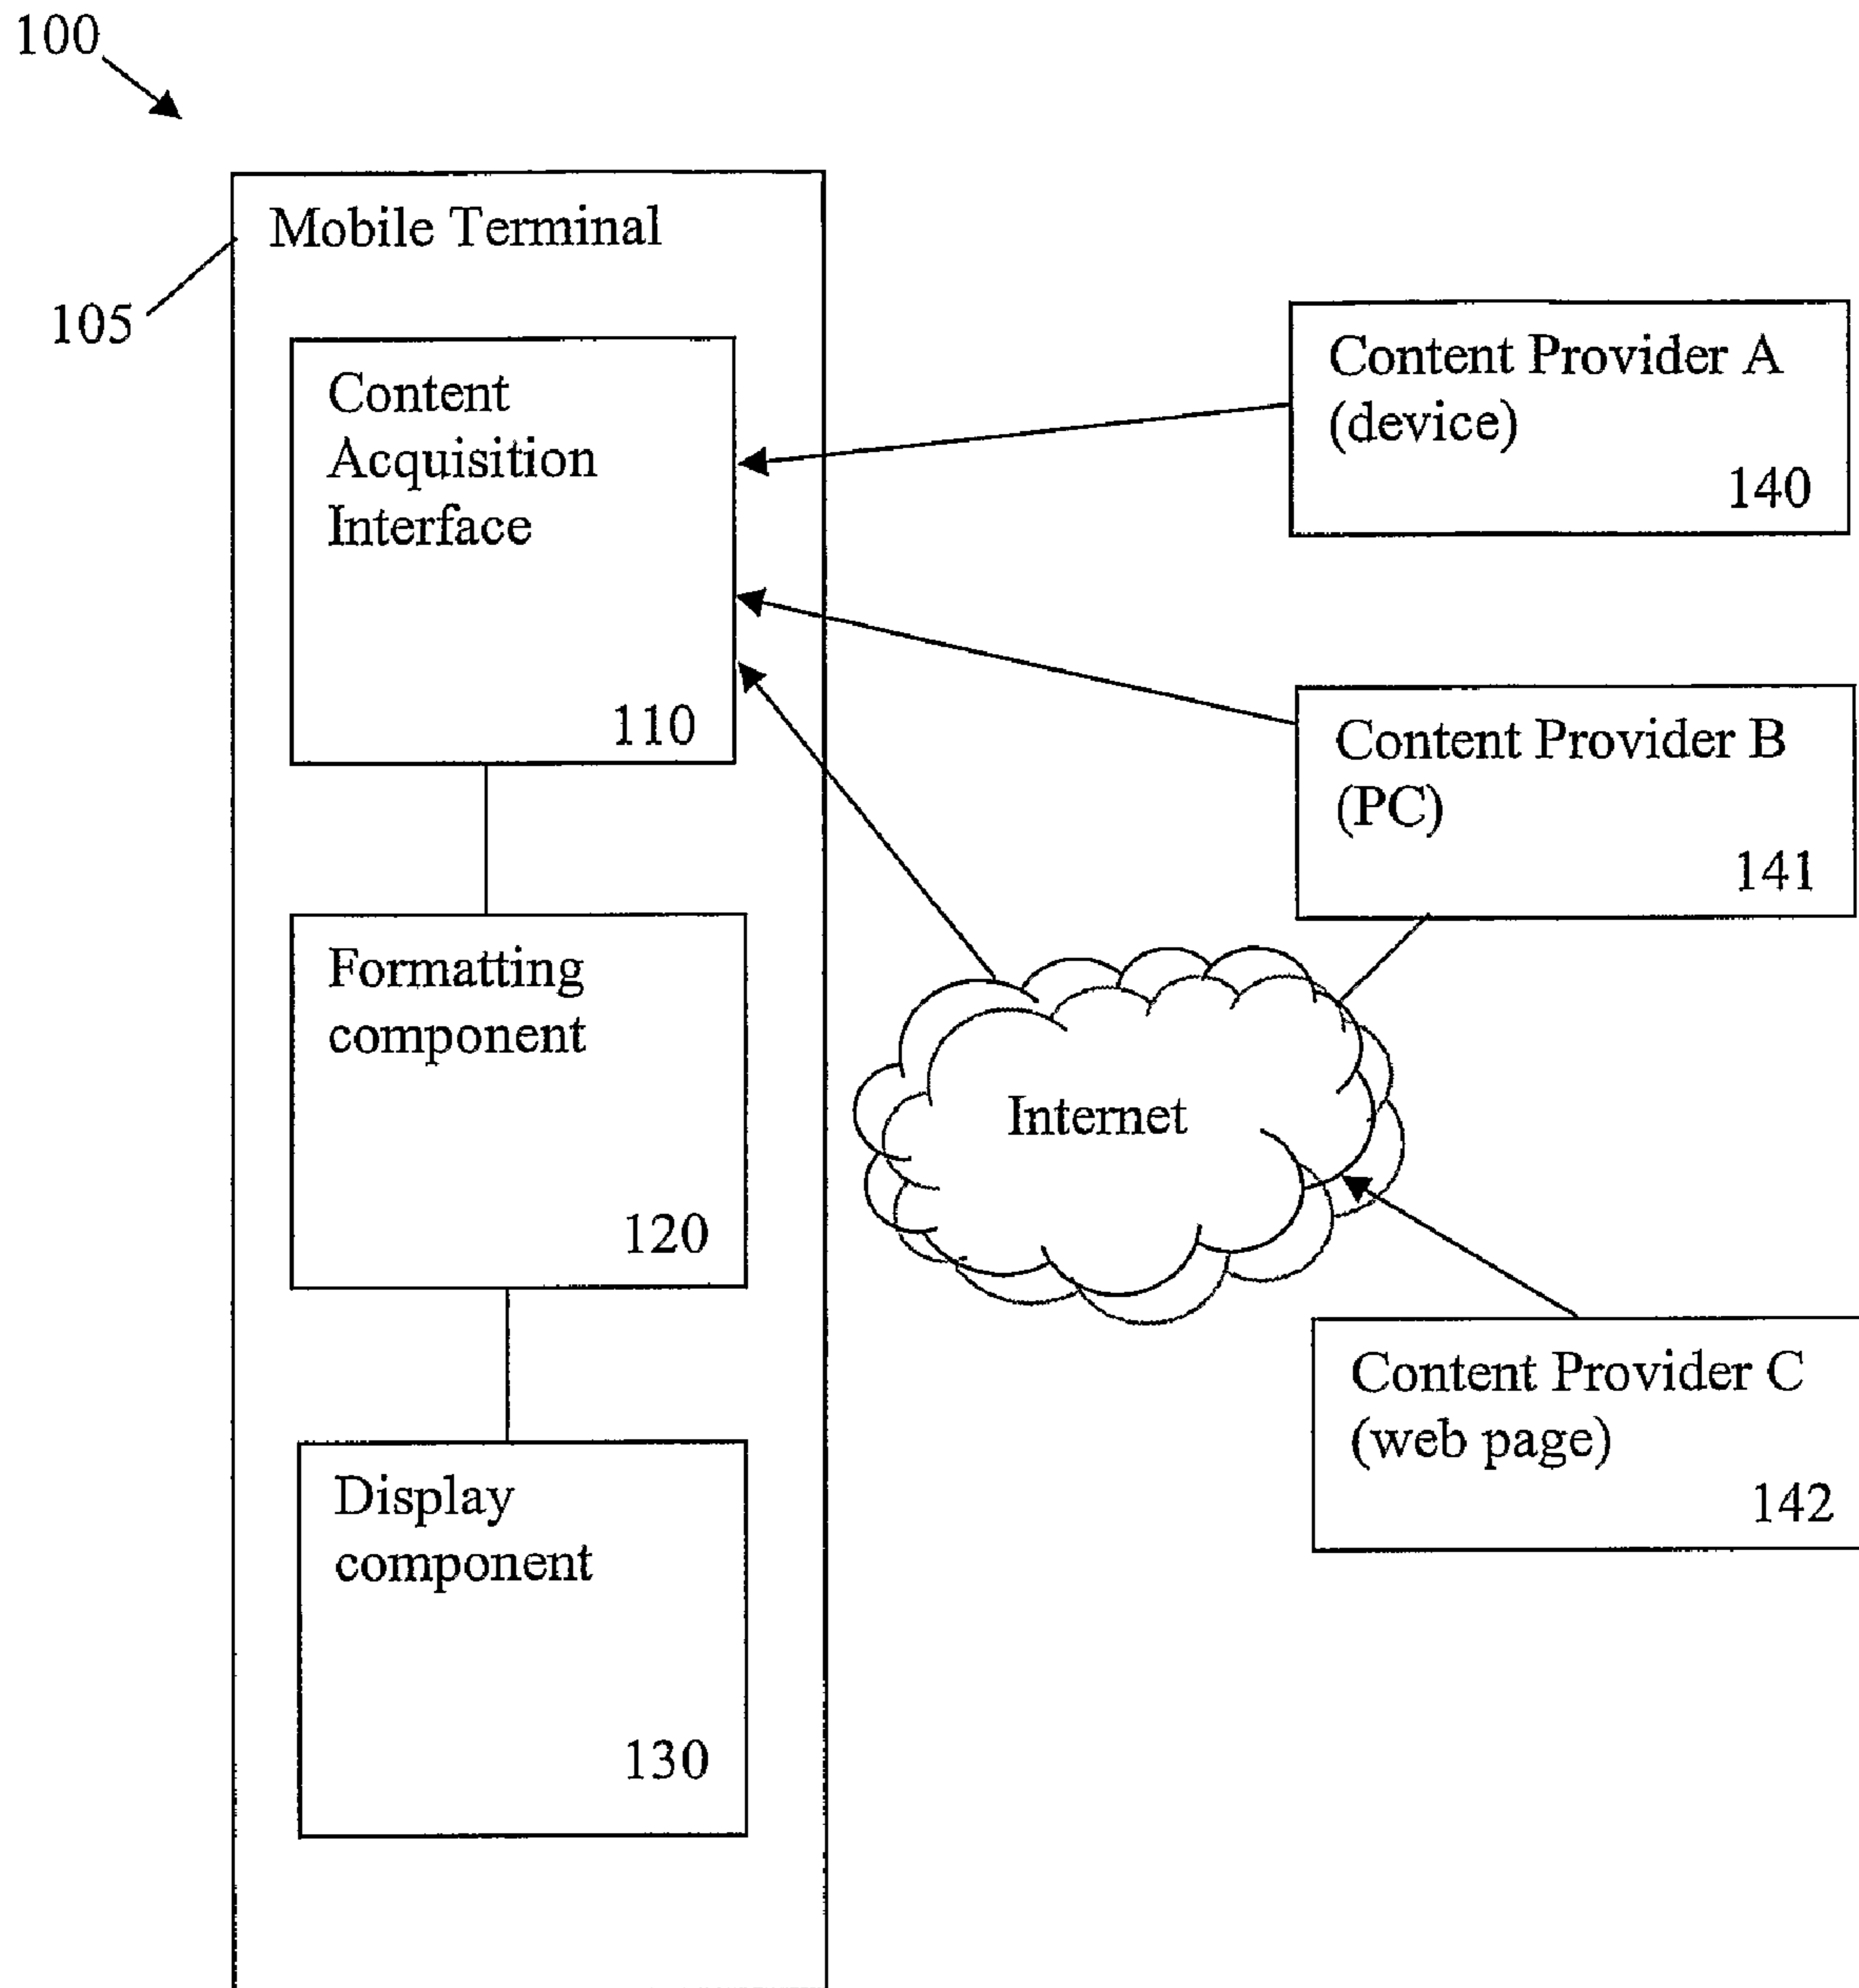 100
Mobile Terminal
105
Content
Acquisition
Interface
110
Formatting
component
120
Display
component
130
Content Provider A
(device)
140
Content Provider B
(PC)
141
Internet
Content Provider C
(web page)
142